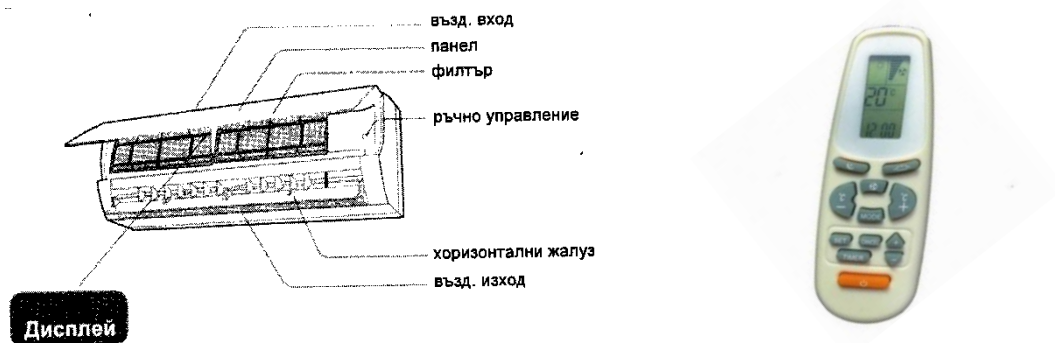 възд. вход
панел
филтър
ръчно управление
хоризонтални жалуз
възд. изход
Дисплей
20°C
12:00
MODE